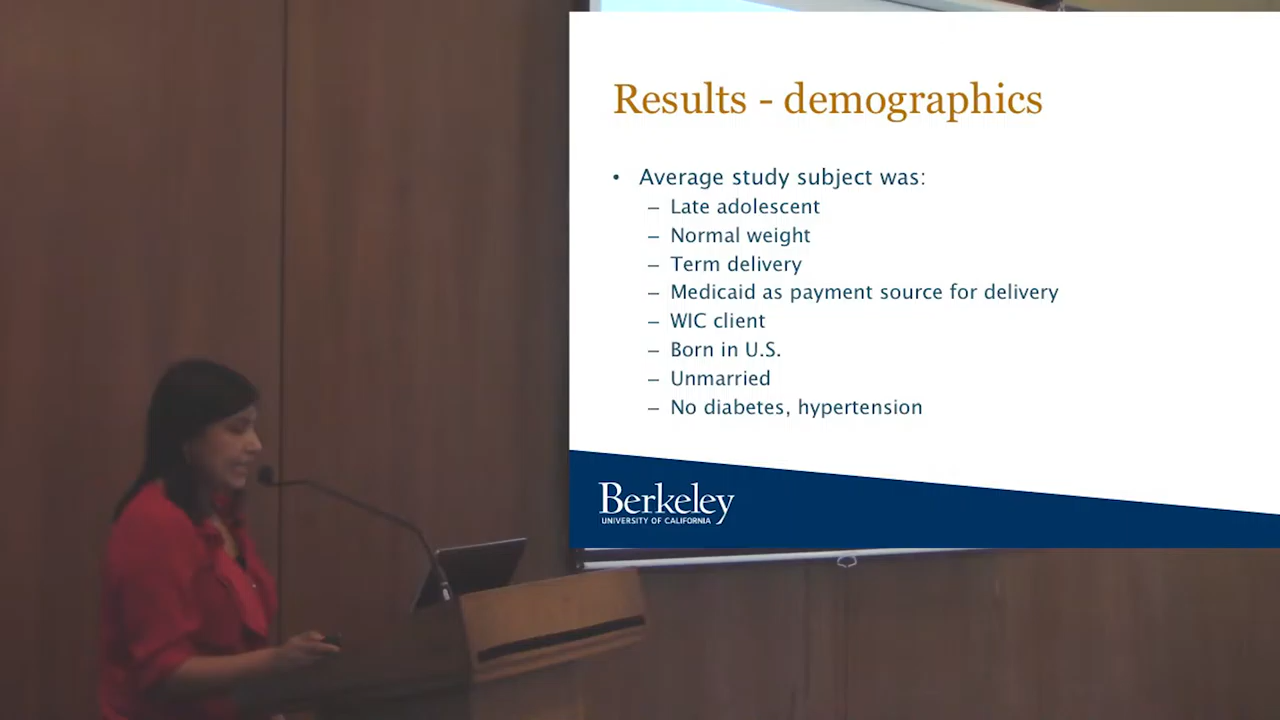 Results - demographics
• Average study subject was:
– Late adolescent
– Normal weight
– Term delivery
– Medicaid as payment source for delivery
– WIC client
– Born in U.S.
– Unmarried
– No diabetes, hypertension
Berkeley
UNIVERSITY OF CALIFORNIA